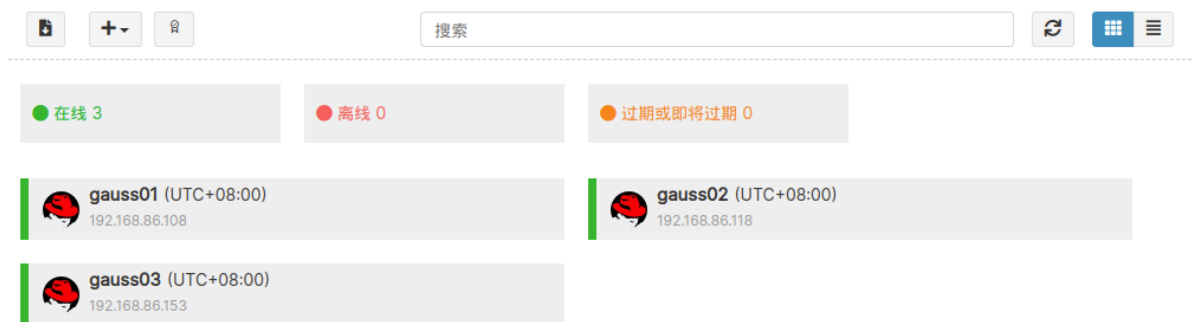 搜索
在线 3
离线 0
过期或即将过期 0
gauss01 (UTC+08:00)
192.168.86.108
gauss02 (UTC+08:00)
192.168.86.118
gauss03 (UTC+08:00)
192.168.86.153